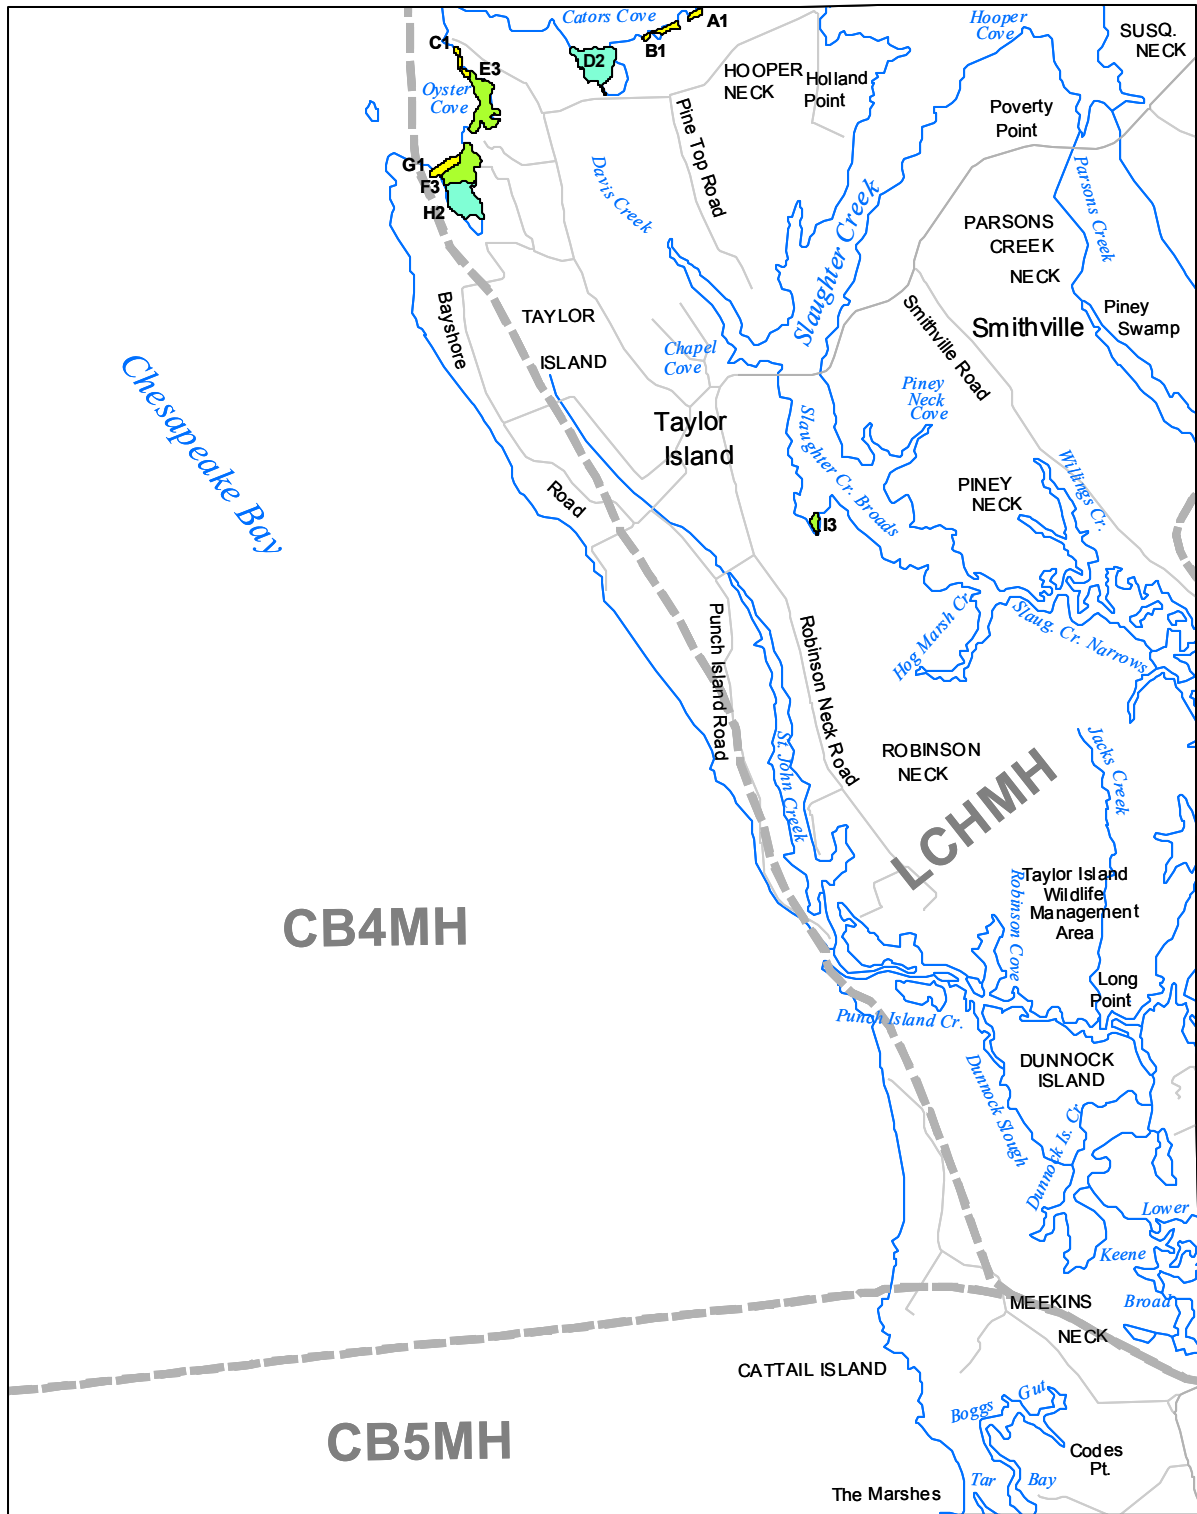 Cators Cove
A1
B1
Hooper
Cove
SUSQ.
NECK
C1
E3
D2
Oyster
Cove
HOOPER
NECK
Holland
Point
Poverty
Point
Pine Top Road
G1
F3
H2
Davis Creek
Slaughter Creek
Parsons Creek
PARSONS
CREEK
NECK
Bayshore
TAYLOR
ISLAND
Smithville
Piney
Swamp
Smithville Road
Chesapeake Bay
Chapel
Cove
Piney
Neck
Cove
Taylor
Island
Slaughter Cr. Broads
Willings Cr.
PINEY
NECK
Road
I3
Hog Marsh Cr.
Slaug. Cr. Narrows
Punch Island Road
Robinson Neck Road
St. John Creek
ROBINSON
NECK
Jacks Creek
LCHMH
Taylor Island
Wildlife
Management
Area
Robinson Cove
CB4MH
Long
Point
Punch Island Cr.
DUNNOCK
ISLAND
Dunnock Slough
Dunnock Is. Cr
Lower
Keene
Broad
MEEKINS
NECK
CATTAIL ISLAND
Boggs Gut
CB5MH
Codes
Pt.
Tar Bay
The Marshes